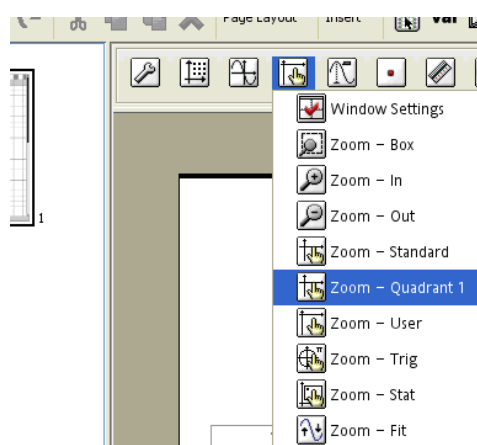 Page Layout Insert var
1
Window Settings
Zoom – Box
Zoom – In
Zoom – Out
Zoom – Standard
Zoom – Quadrant 1
Zoom – User
Zoom – Trig
Zoom – Stat
Zoom – Fit